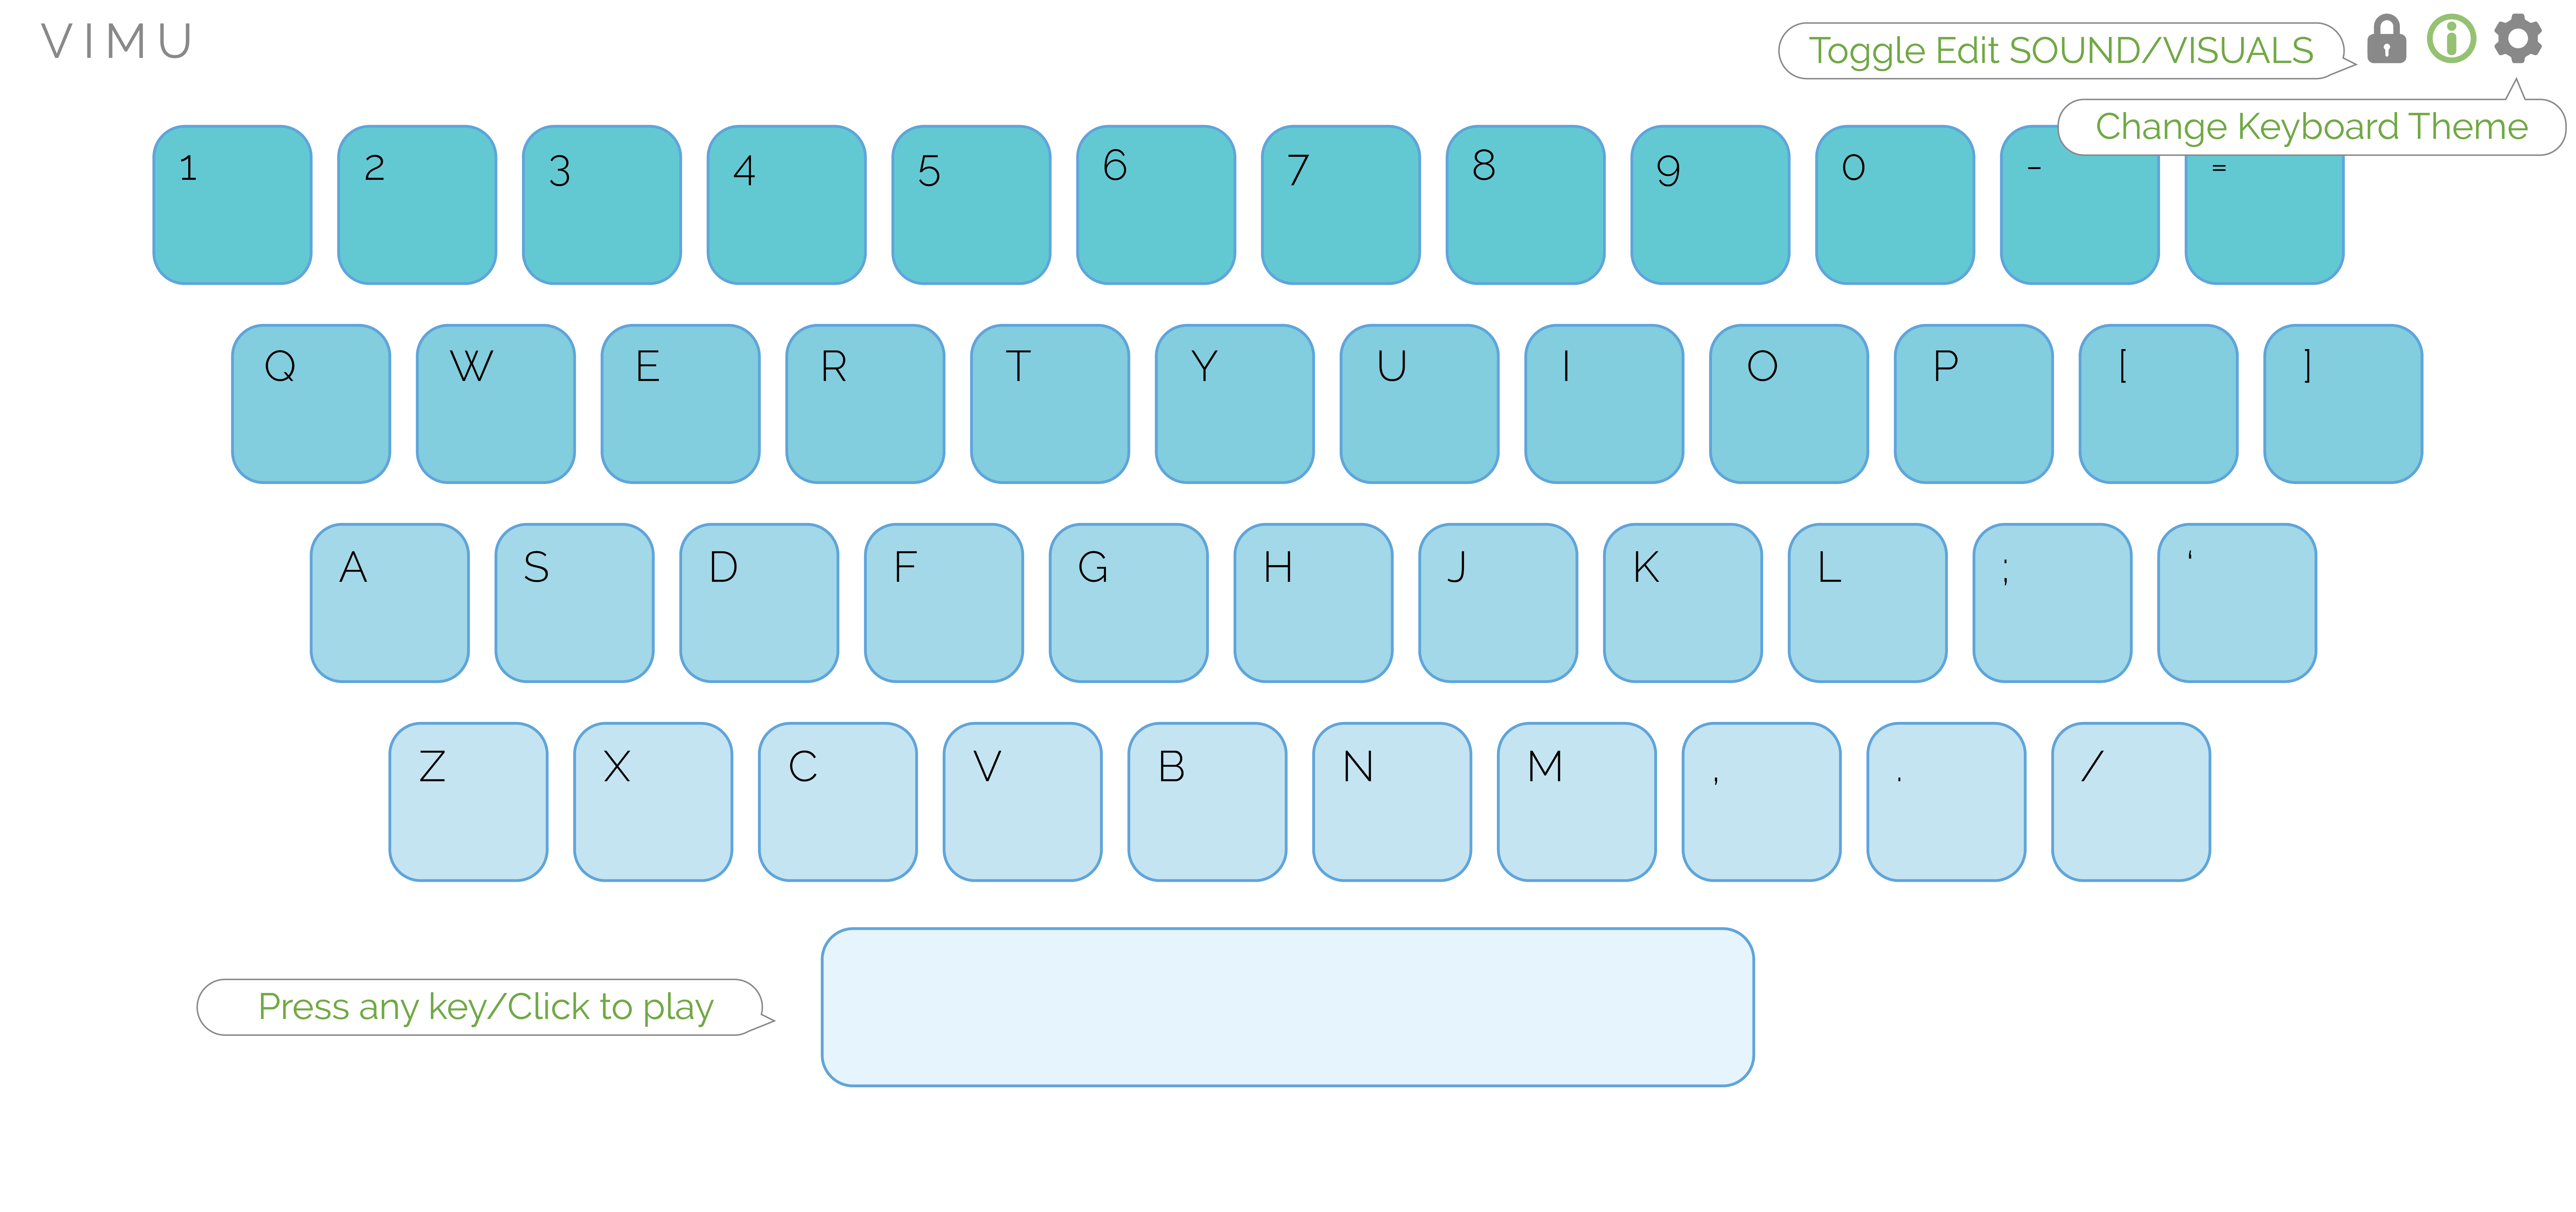 VIMU
Toggle Edit SOUND/VISUALS
Change Keyboard Theme
1 2 3 4 5 6 7 8 9 0 - =
Q W E R T Y U I O P [ ]
A S D F G H J K L ; ‘
Z X C V B N M , . /
Press any key/Click to play